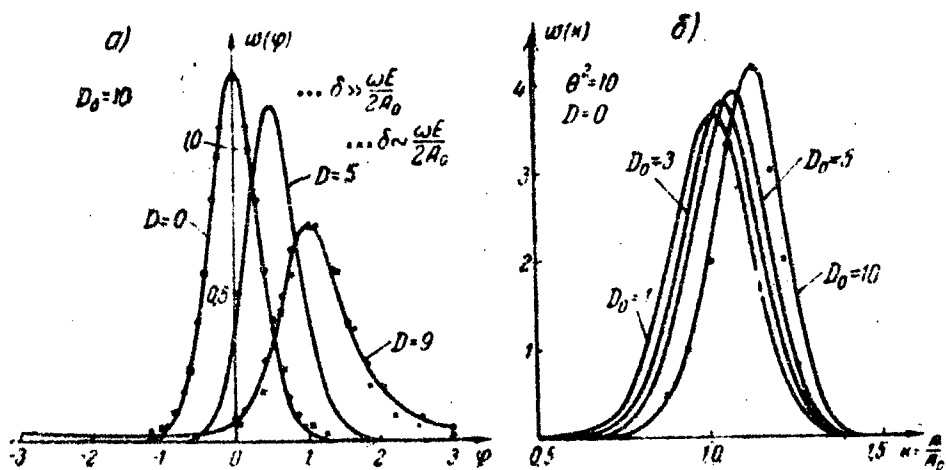 а)
w(φ)
D₀=10
... δ>>ωE/2A₀
... δ~ωE/2A₀
1,0
D=5
D=0
0,5
D=9
-3 -2 -1 0 1 2 3 φ
б)
w(κ)
4
θ²=10
D=0
D₀=3
D₀=5
3
2
D₀=1
D₀=10
1
0,5 1,0 1,5 κ=A/A₀